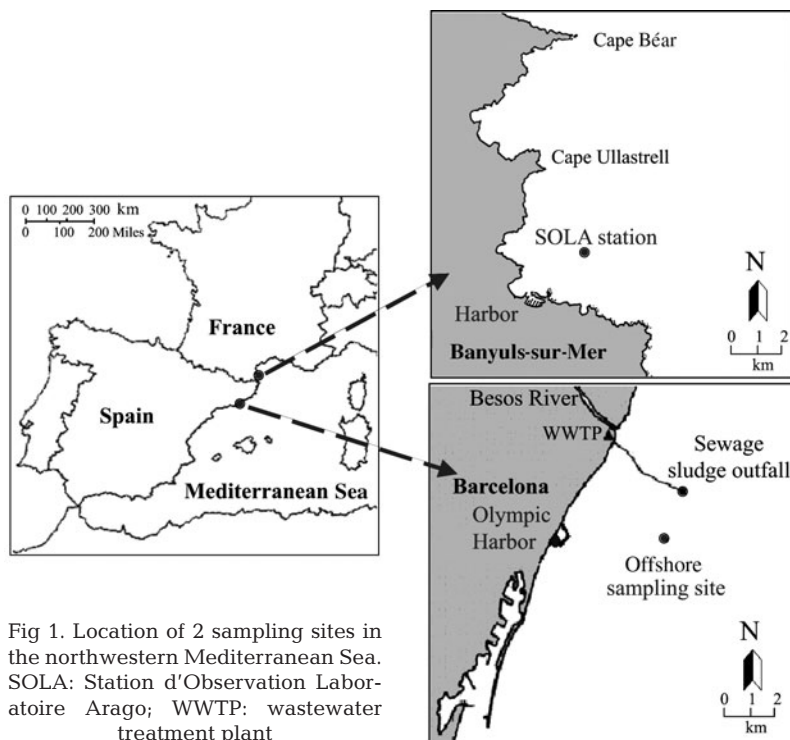 0 100 200 300 km
0 100 200 Miles
France
Spain
Mediterranean Sea
Cape Béar
Cape Ullastrell
SOLA station
N
Harbor
0 1 2
km
Banyuls-sur-Mer
Besos River
WWTP
Sewage
sludge outfall
Barcelona
Olympic
Harbor
Offshore
sampling site
N
0 1 2
km
Fig 1. Location of 2 sampling sites in
the northwestern Mediterranean Sea.
SOLA: Station d'Observation Labor-
atoire Arago; WWTP: wastewater
treatment plant